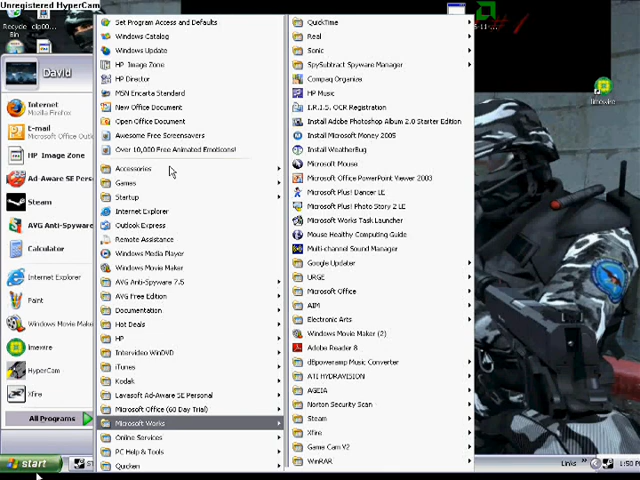 Unregistered HyperCam
Recycle
Bin
clip00...
David
Internet
Mozilla Firefox
E-mail
Microsoft Office Outlo
HP Image Zone
Ad-Aware SE Perso
Steam
AVG Anti-Spyware
Calculator
Internet Explorer
Paint
Windows Movie Maker
limewire
HyperCam
Xfire
All Programs
start
Set Program Access and Defaults
Windows Catalog
Windows Update
HP Image Zone
HP Director
MSN Encarta Standard
New Office Document
Open Office Document
Awesome Free Screensavers
Over 10,000 Free Animated Emoticons!
Accessories
Games
Startup
Internet Explorer
Outlook Express
Remote Assistance
Windows Media Player
Windows Movie Maker
AVG Anti-Spyware 7.5
AVG Free Edition
Documentation
Hot Deals
HP
Intervideo WinDVD
iTunes
Kodak
Lavasoft Ad-Aware SE Personal
Microsoft Office (60 Day Trial)
Microsoft Works
Online Services
PC Help & Tools
Quicken
QuickTime
Real
Sonic
SpySubtract Spyware Manager
Compaq Organize
HP Music
I.R.I.S. OCR Registration
Install Adobe Photoshop Album 2.0 Starter Edition
Install Microsoft Money 2005
Install WeatherBug
Microsoft Mouse
Microsoft Office PowerPoint Viewer 2003
Microsoft Plus! Dancer LE
Microsoft Plus! Photo Story 2 LE
Microsoft Works Task Launcher
Mouse Healthy Computing Guide
Multi-channel Sound Manager
Google Updater
URGE
Microsoft Office
AIM
Electronic Arts
Windows Movie Maker (2)
Adobe Reader 8
dBpoweramp Music Converter
ATI HYDRAVISION
AGEIA
Norton Security Scan
Steam
Xfire
Game Cam V2
WinRAR
limewire
Links
1:50 P